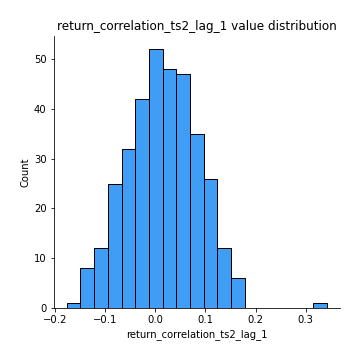 return_correlation_ts2_lag_1 value distribution
Count
50
40
30
20
10
0
−0.2 −0.1 0.0 0.1 0.2 0.3
return_correlation_ts2_lag_1